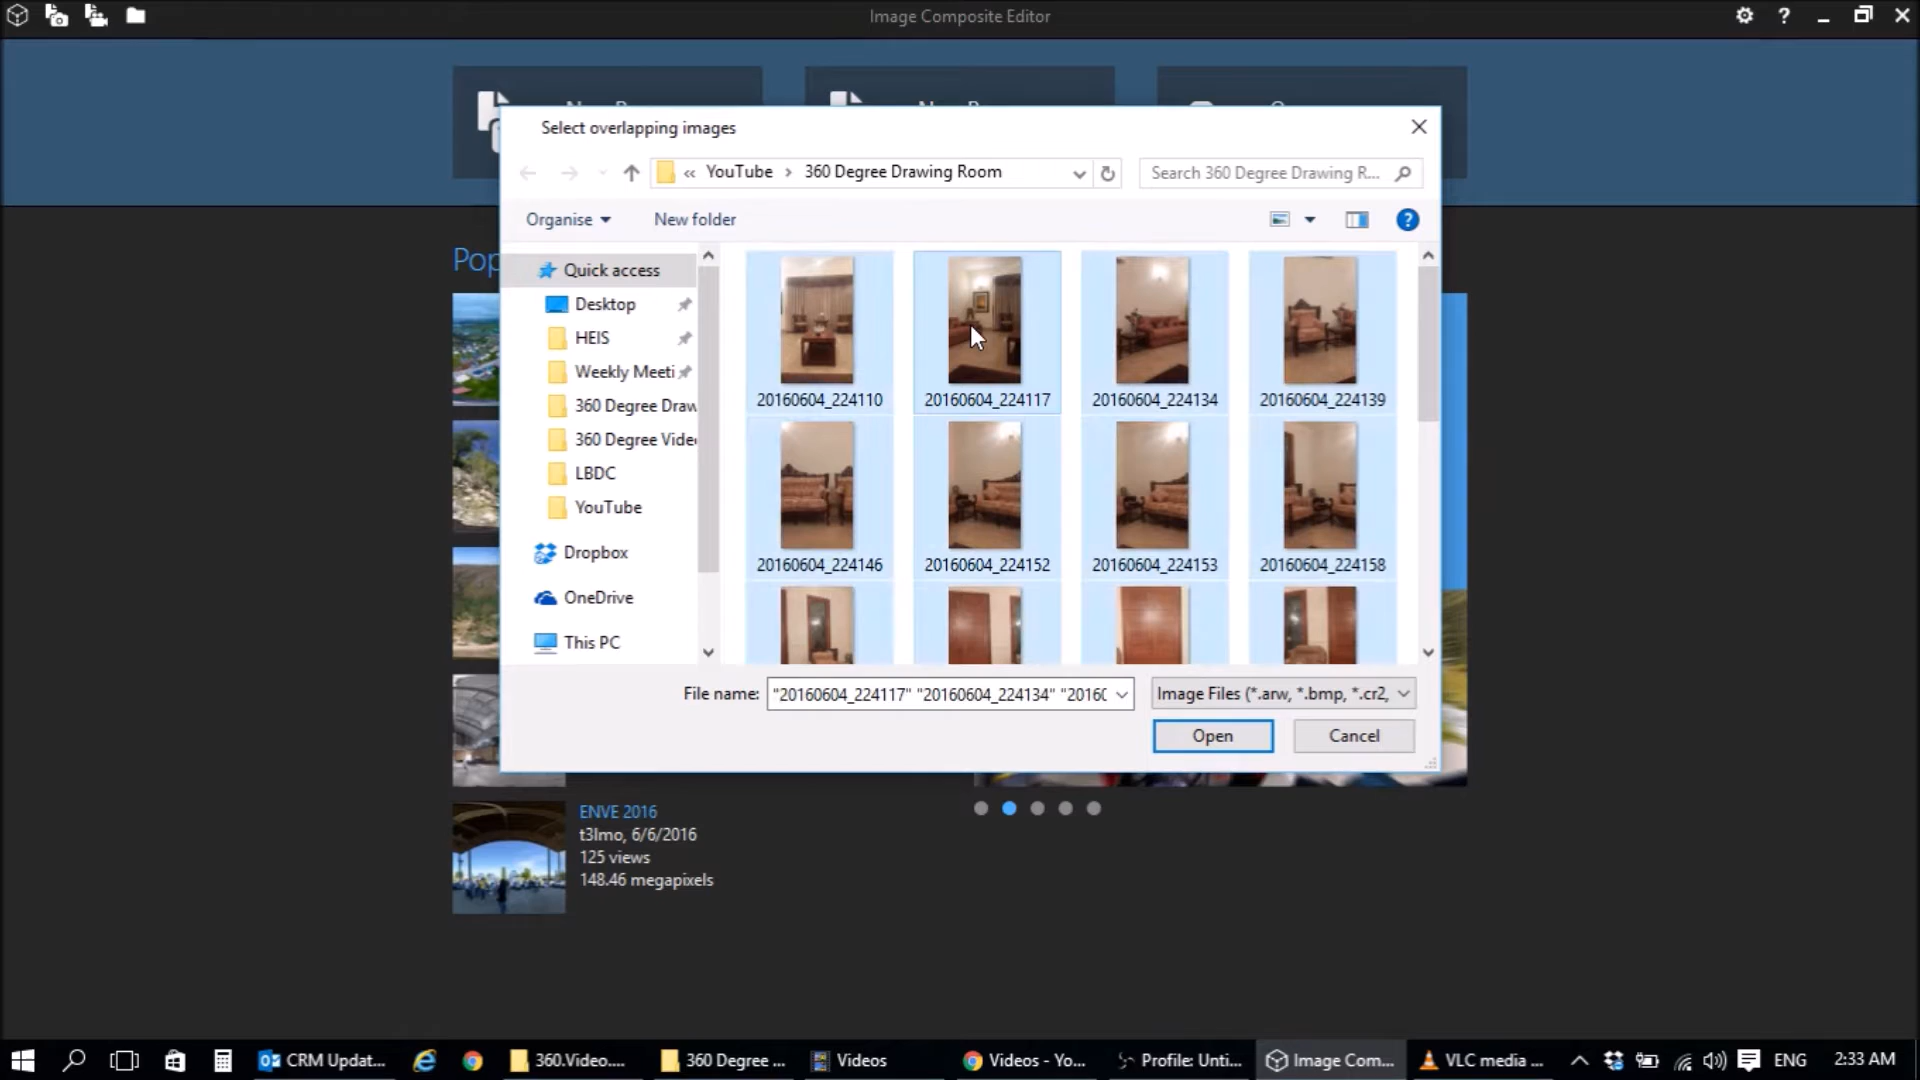 Image Composite Editor
Select overlapping images
« YouTube › 360 Degree Drawing Room
Search 360 Degree Drawing R...
Organise
New folder
Pop
Quick access
Desktop
HEIS
Weekly Meeti
360 Degree Draw
360 Degree Vide
LBDC
YouTube
Dropbox
OneDrive
This PC
20160604_224110
20160604_224117
20160604_224134
20160604_224139
20160604_224146
20160604_224152
20160604_224153
20160604_224158
File name:
"20160604_224117" "20160604_224134" "2016
Image Files (*.arw, *.bmp, *.cr2,
Open
Cancel
ENVE 2016
t3lmo, 6/6/2016
125 views
148.46 megapixels
CRM Updat...
360.Video....
360 Degree ...
Videos
Videos - Yo...
Profile: Unti...
Image Com...
VLC media ...
ENG
2:33 AM